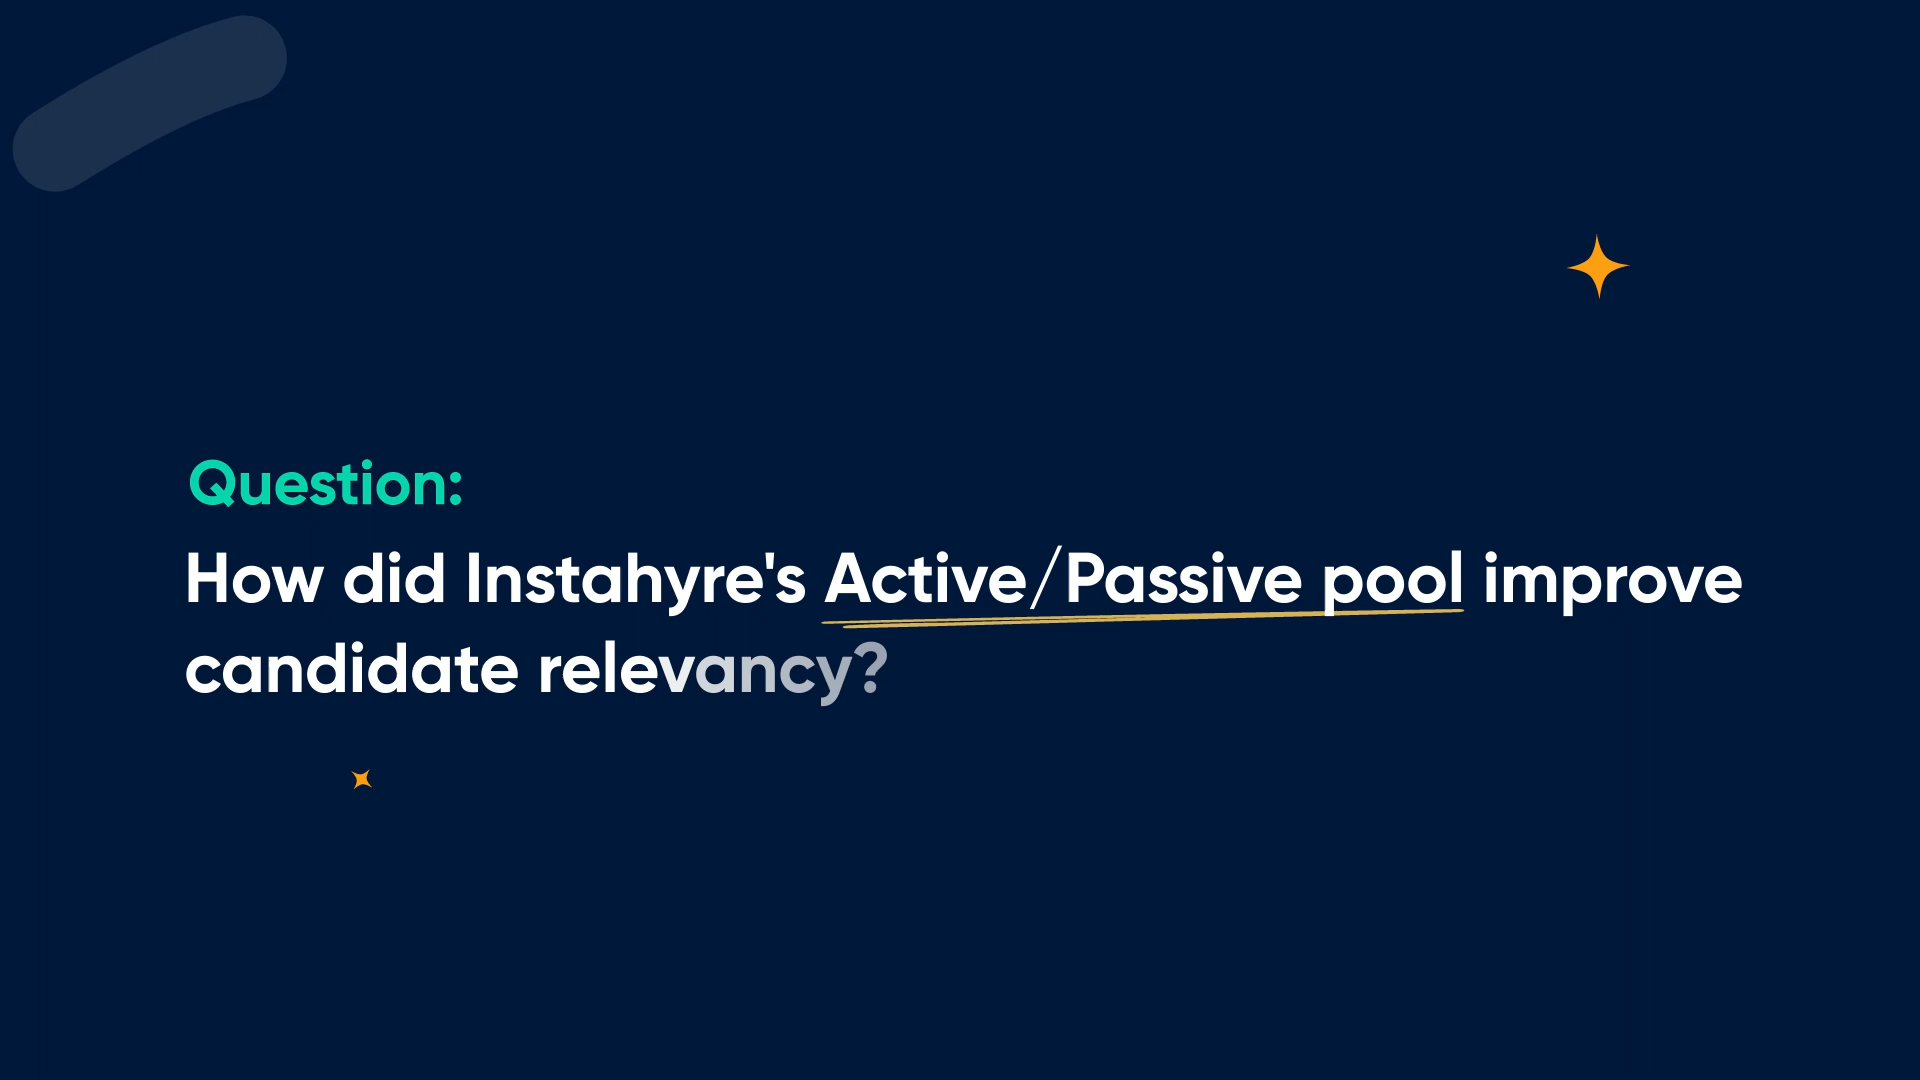 Question:
How did Instahyre's Active/Passive pool improve
candidate relevancy?